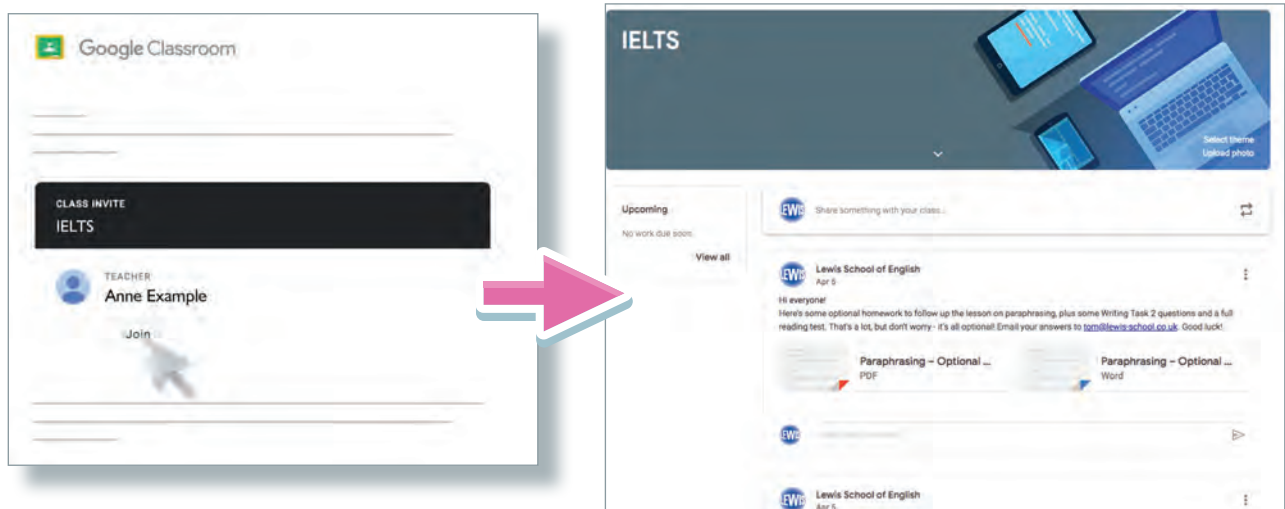 Google Classroom
CLASS INVITE
IELTS
TEACHER
Anne Example
Join
IELTS
Select theme
Upload photo
Upcoming
No work due soon
View all
Share something with your class...
Lewis School of English
Apr 5
Hi everyone!
Here's some optional homework to follow up the lesson on paraphrasing, plus some Writing Task 2 questions and a full
reading test. That's a lot, but don't worry - it's all optional! Email your answers to tom@lewis-school.co.uk. Good luck!
Paraphrasing – Optional ...
PDF
Paraphrasing – Optional ...
Word
Lewis School of English
Apr 5